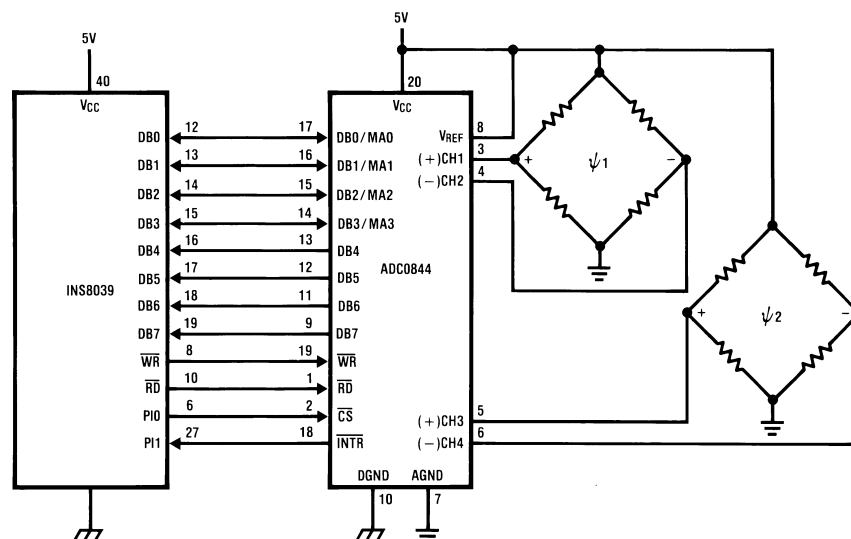 5V
5V
40
20
VCC
VCC
DB0 12 17 DB0/MA0
VREF 8
DB1 13 16 DB1/MA1
(+)CH1 3
DB2 14 15 DB2/MA2
(−)CH2 4
DB3 15 14 DB3/MA3
DB4 16 13 DB4
DB5 17 12 DB5
DB6 18 11 DB6
DB7 19 9 DB7
WR 8 19 WR
RD 10 1 RD
PI0 6 2 CS
PI1 27 18 INTR
INS8039
ADC0844
+ ψ1 −
+ ψ2 −
(+)CH3 5
(−)CH4 6
DGND AGND
10 7